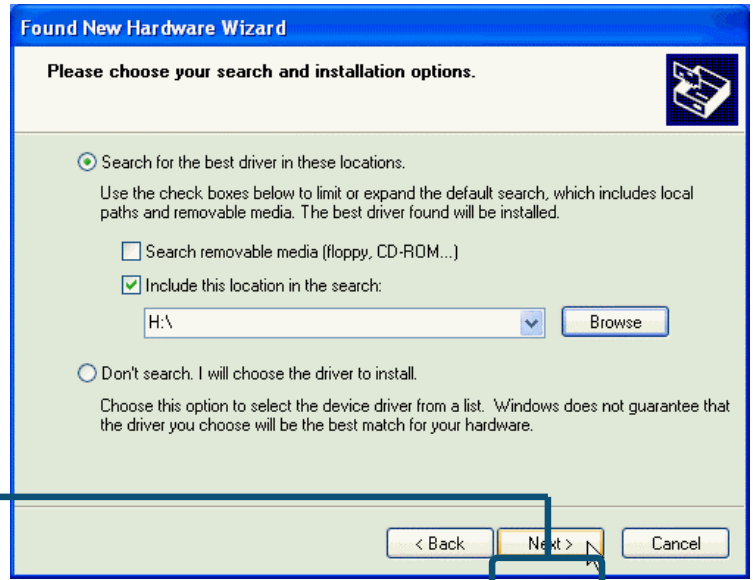 Found New Hardware Wizard
Please choose your search and installation options.
Search for the best driver in these locations.
Use the check boxes below to limit or expand the default search, which includes local
paths and removable media. The best driver found will be installed.
Search removable media (floppy, CD-ROM...)
Include this location in the search:
H:\
Browse
Don't search. I will choose the driver to install.
Choose this option to select the device driver from a list. Windows does not guarantee that
the driver you choose will be the best match for your hardware.
< Back Next > Cancel